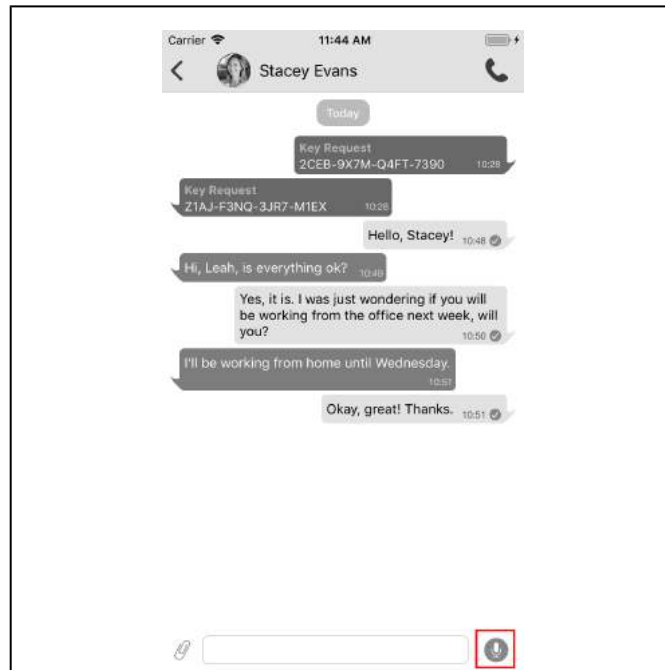 Carrier 11:44 AM
Stacey Evans
Today
Key Request
2CEB-9X7M-Q4FT-7390 10:28
Key Request
Z1AJ-F3NQ-3JR7-M1EX 10:28
Hello, Stacey! 10:48
Hi, Leah, is everything ok? 10:49
Yes, it is. I was just wondering if you will
be working from the office next week, will
you? 10:50
I'll be working from home until Wednesday.
10:51
Okay, great! Thanks. 10:51